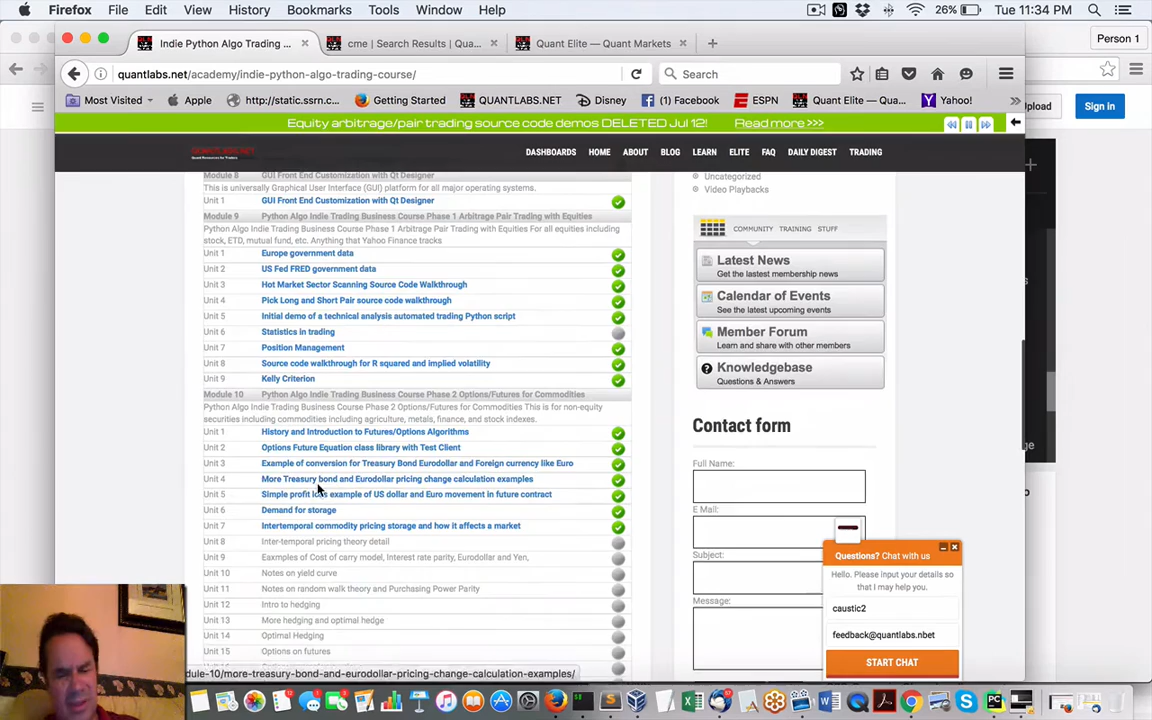 Firefox File Edit View History Bookmarks Tools Window Help
26% Tue 11:34 PM
Indie Python Algo Trading ...
cme | Search Results | Qua...
Quant Elite — Quant Markets
Person 1
quantlabs.net/academy/indie-python-algo-trading-course/
Search
Most Visited Apple http://static.ssrn.c... Getting Started QUANTLABS.NET Disney Facebook ESPN Quant Elite — Qua... Yahoo!
Sign in
Equity arbitrage/pair trading source code demos DELETED Jul 12! Read more >>>
Quant Resources for Traders
DASHBOARDS HOME ABOUT BLOG LEARN ELITE FAQ DAILY DIGEST TRADING
Module 8 GUI Front End Customization with Qt Designer
This is universally Graphical User Interface (GUI) platform for all major operating systems.
Unit 1 GUI Front End Customization with Qt Designer
Module 9 Python Algo Indie Trading Business Course Phase 1 Arbitrage Pair Trading with Equities
Python Algo Indie Trading Business Course Phase 1 Arbitrage Pair Trading with Equities For all equities including
stock, ETD, mutual fund, etc. Anything that Yahoo Finance tracks
Unit 1 Europe government data
Unit 2 US Fed FRED government data
Unit 3 Hot Market Sector Scanning Source Code Walkthrough
Unit 4 Pick Long and Short Pair source code walkthrough
Unit 5 Initial demo of a technical analysis automated trading Python script
Unit 6 Statistics in trading
Unit 7 Position Management
Unit 8 Source code walkthrough for R squared and implied volatility
Unit 9 Kelly Criterion
Module 10 Python Algo Indie Trading Business Course Phase 2 Options/Futures for Commodities
Python Algo Indie Trading Business Course Phase 2 Options/Futures for Commodities This is for non-equity
securities including commodities including agriculture, metals, finance, and stock indexes.
Unit 1 History and Introduction to Futures/Options Algorithms
Unit 2 Options Future Equation class library with Test Client
Unit 3 Example of conversion for Treasury Bond Eurodollar and Foreign currency like Euro
Unit 4 More Treasury bond and Eurodollar pricing change calculation examples
Unit 5 Simple profit loss example of US dollar and Euro movement in future contract
Unit 6 Demand for storage
Unit 7 Intertemporal commodity pricing storage and how it affects a market
Unit 8 Inter-temporal pricing theory detail
Unit 9 Eaxmples of Cost of carry model, Interest rate parity, Eurodollar and Yen,
Unit 10 Notes on yield curve
Unit 11 Notes on random walk theory and Purchasing Power Parity
Unit 12 Intro to hedging
Unit 13 More hedging and optimal hedge
Unit 14 Optimal Hedging
Unit 15 Options on futures
dule-10/more-treasury-bond-and-eurodollar-pricing-change-calculation-examples/
Uncategorized
Video Playbacks
COMMUNITY TRAINING STUFF
Latest News
Get the lastest membership news
Calendar of Events
See the latest upcoming events
Member Forum
Learn and share with other members
Knowledgebase
Questions & Answers
Contact form
Full Name:
E Mail:
Subject:
Message:
Questions? Chat with us
Hello. Please input your details so
that I may help you.
caustic2
feedback@quantlabs.nbet
START CHAT